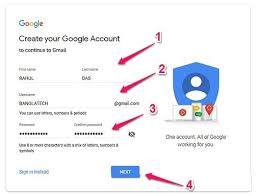 Google
Create your Google Account
to continue to Gmail
1
First name Last name
RAHUL DAS
2
Username
BANGLATECH @gmail.com
You can use letters, numbers & periods
3
Password Confirm password
Use 8 or more characters with a mix of letters, numbers & symbols
One account. All of Google
working for you.
Sign in instead NEXT
4